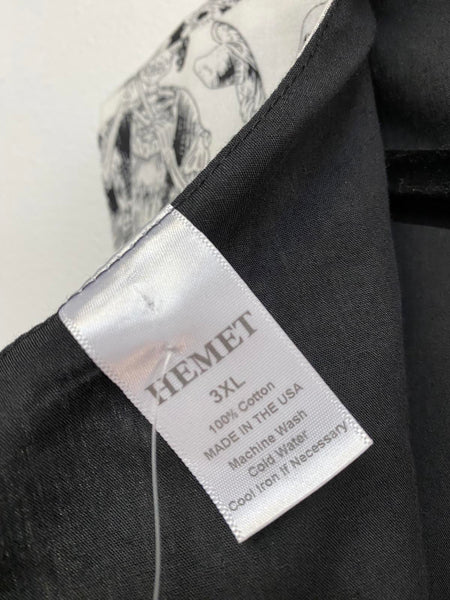 HEMET
3XL
100% Cotton
MADE IN THE USA
Machine Wash
Cold Water
Cool Iron If Necessary